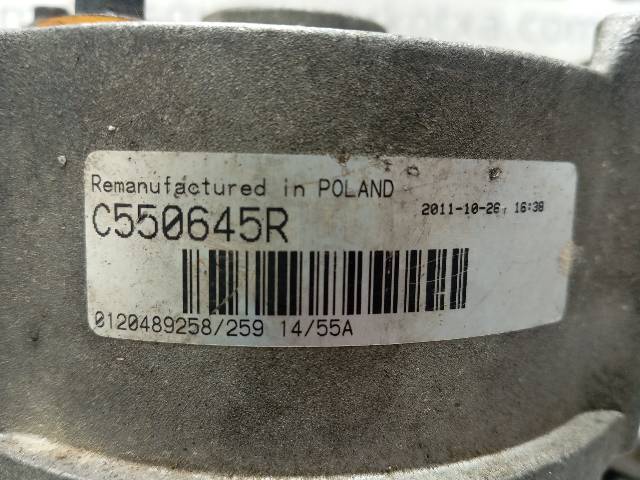 Remanufactured in POLAND
C550645R
2011-10-26, 16:38
0120489258/259 14/55A